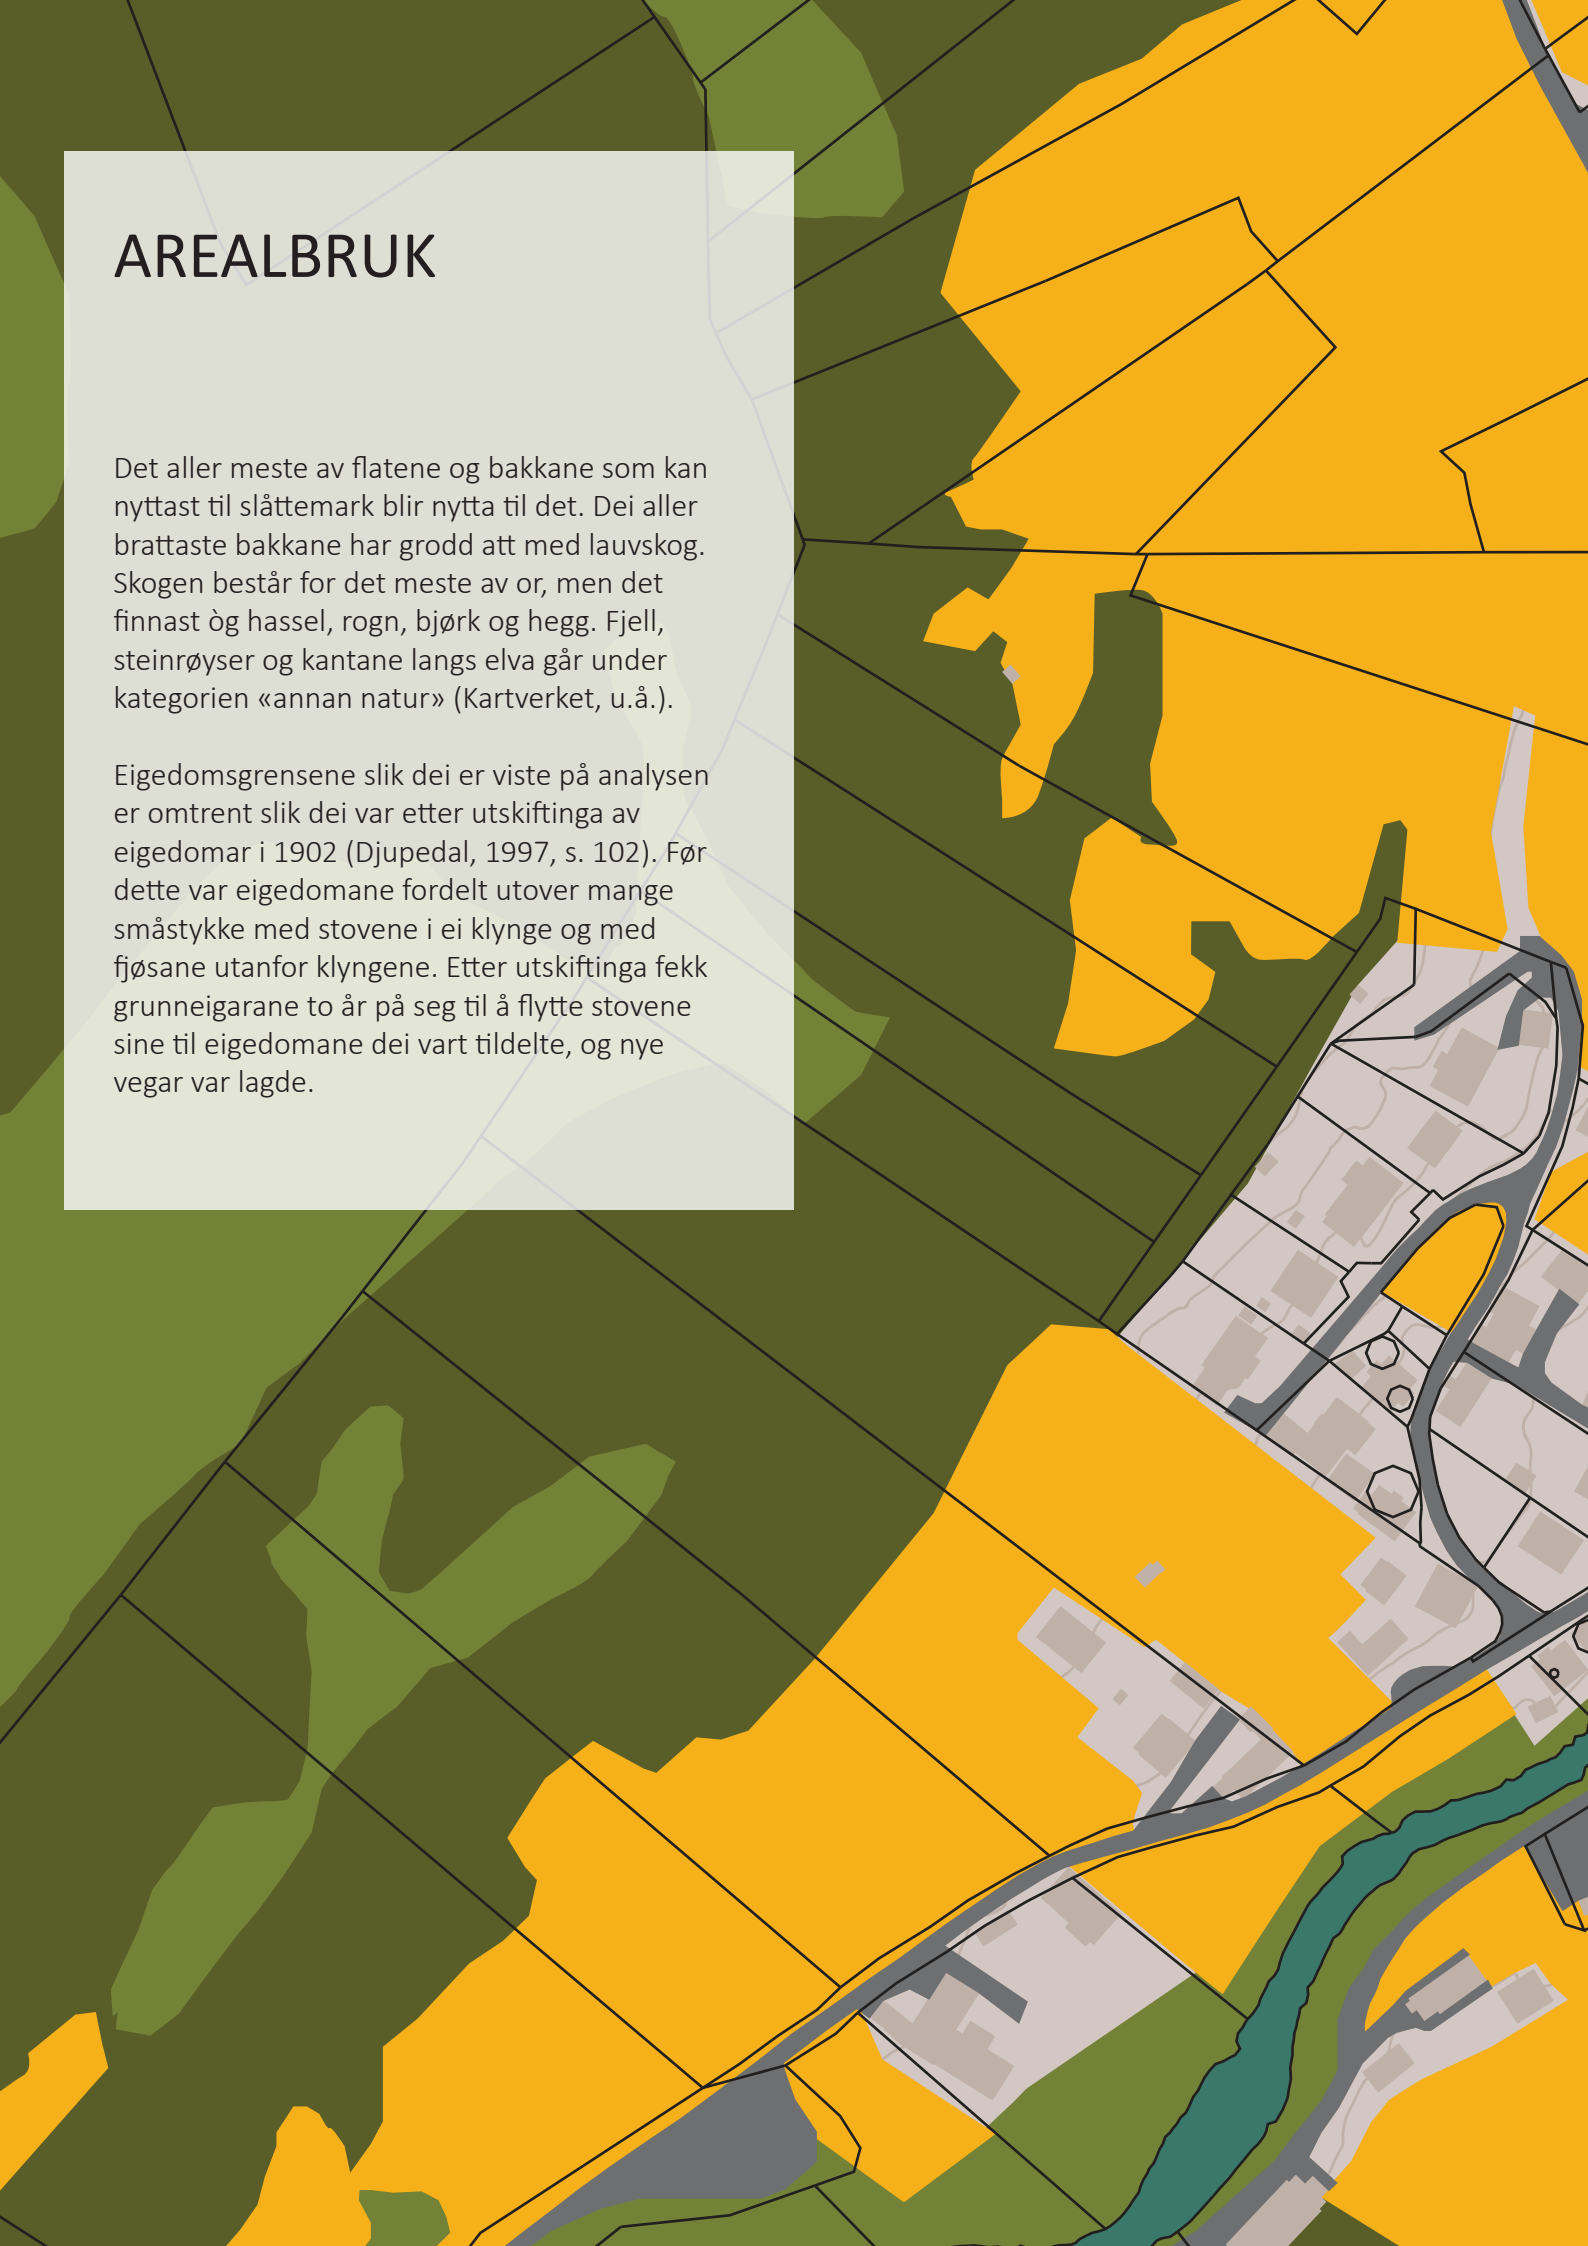 AREALBRUK
Det aller meste av flatene og bakkane som kan
nyttast til slåttemark blir nytta til det. Dei aller
brattaste bakkane har grodd att med lauvskog.
Skogen består for det meste av or, men det
finnast òg hassel, rogn, bjørk og hegg. Fjell,
steinrøyser og kantane langs elva går under
kategorien «annan natur» (Kartverket, u.å.).
Eigedomsgrensene slik dei er viste på analysen
er omtrent slik dei var etter utskiftinga av
eigedomar i 1902 (Djupedal, 1997, s. 102). Før
dette var eigedomane fordelt utover mange
småstykke med stovene i ei klynge og med
fjøsane utanfor klyngene. Etter utskiftinga fekk
grunneigarane to år på seg til å flytte stovene
sine til eigedomane dei vart tildelte, og nye
vegar var lagde.